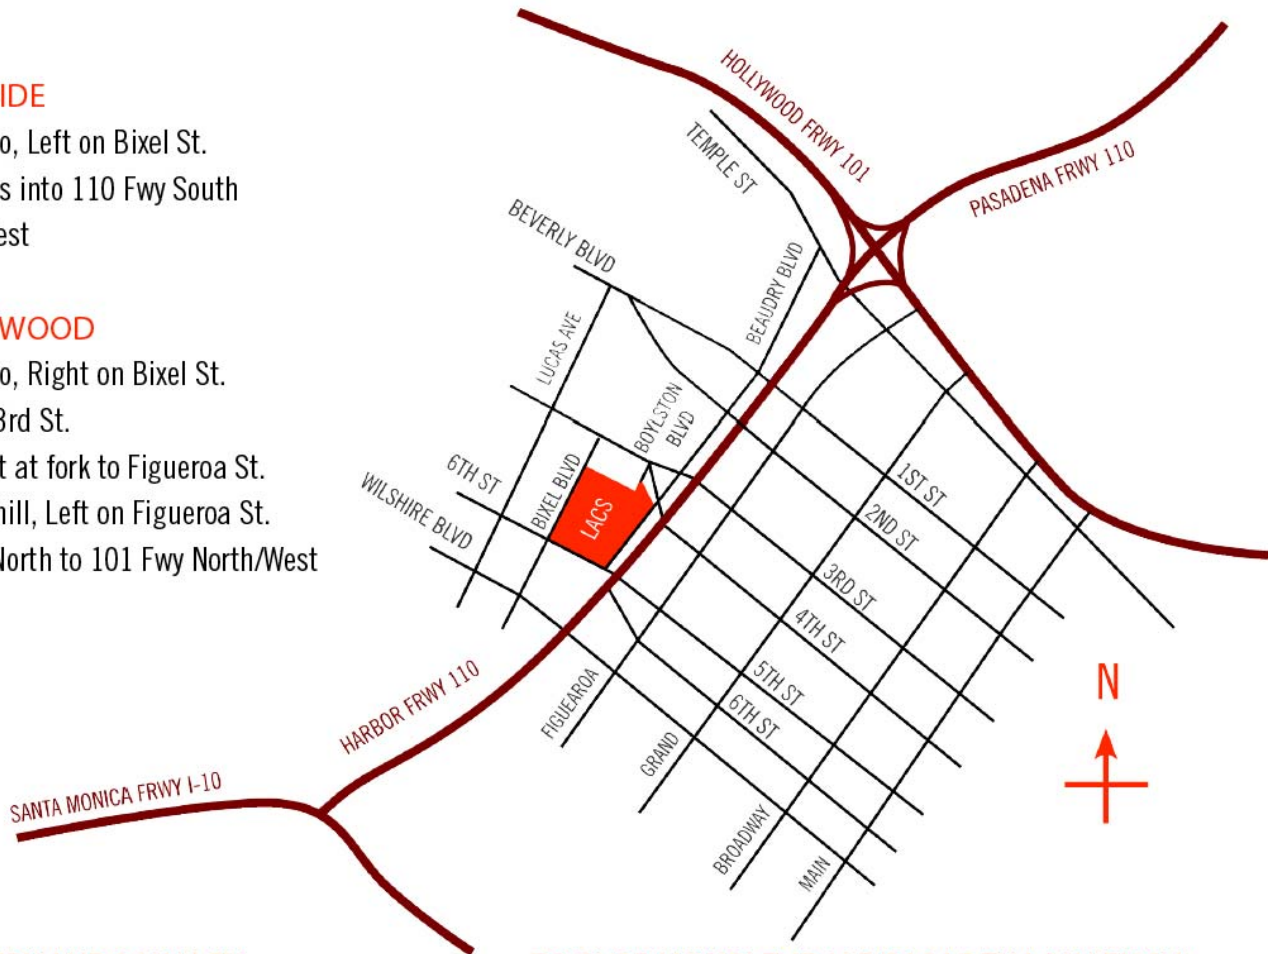 IDE
o, Left on Bixel St.
s into 110 Fwy South
est
WOOD
o, Right on Bixel St.
3rd St.
t at fork to Figueroa St.
hill, Left on Figueroa St.
North to 101 Fwy North/West
HOLLYWOOD FRWY 101
PASADENA FRWY 110
TEMPLE ST
BEVERLY BLVD
BEAUDRY BLVD
LUCAS AVE
BOYLSTON
BLVD
BIXEL BLVD
6TH ST
WILSHIRE BLVD
LACS
1ST ST
2ND ST
3RD ST
4TH ST
5TH ST
6TH ST
HARBOR FRWY 110
FIGUEAROA
GRAND
BROADWAY
MAIN
SANTA MONICA FRWY I-10
N